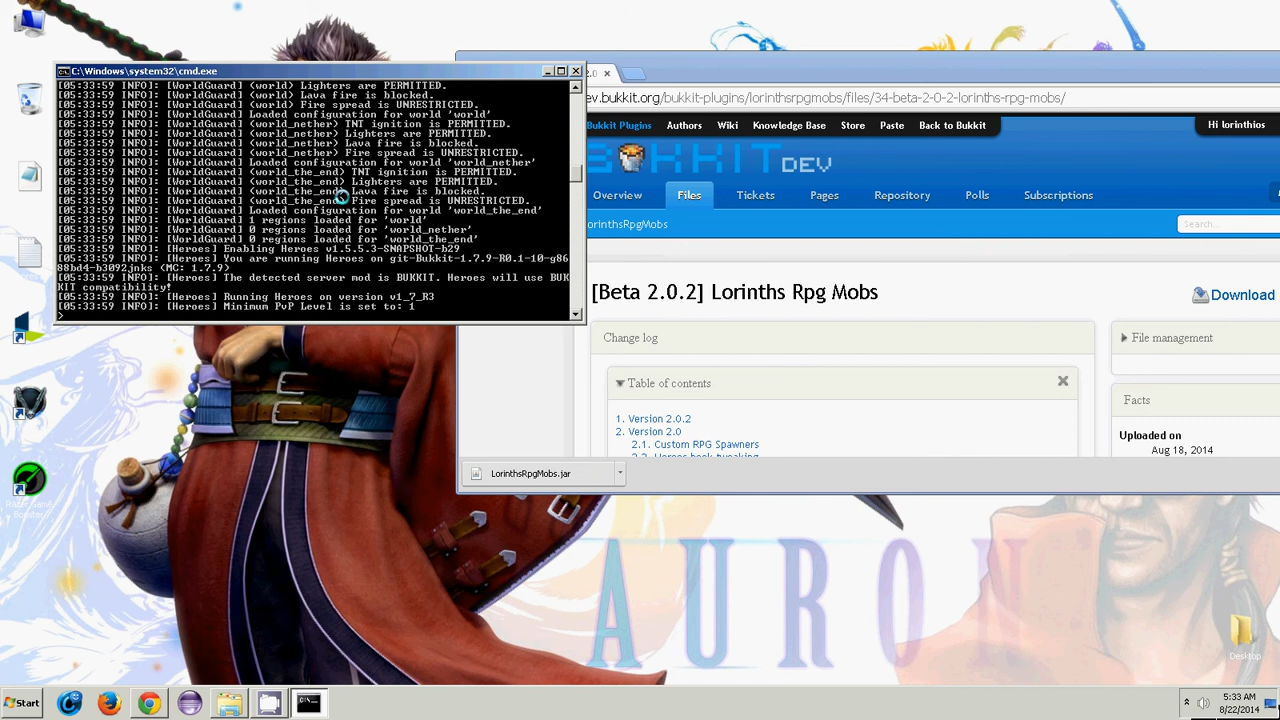 C:\Windows\system32\cmd.exe
[05:33:59 INFO]: [WorldGuard] (world) Lighters are PERMITTED.
[05:33:59 INFO]: [WorldGuard] (world) Lava fire is blocked.
[05:33:59 INFO]: [WorldGuard] (world) Fire spread is UNRESTRICTED.
[05:33:59 INFO]: [WorldGuard] Loaded configuration for world 'world'
[05:33:59 INFO]: [WorldGuard] (world_nether) TNT ignition is PERMITTED.
[05:33:59 INFO]: [WorldGuard] (world_nether) Lighters are PERMITTED.
[05:33:59 INFO]: [WorldGuard] (world_nether) Lava fire is blocked.
[05:33:59 INFO]: [WorldGuard] (world_nether) Fire spread is UNRESTRICTED.
[05:33:59 INFO]: [WorldGuard] Loaded configuration for world 'world_nether'
[05:33:59 INFO]: [WorldGuard] (world_the_end) TNT ignition is PERMITTED.
[05:33:59 INFO]: [WorldGuard] (world_the_end) Lighters are PERMITTED.
[05:33:59 INFO]: [WorldGuard] (world_the_end) Lava fire is blocked.
[05:33:59 INFO]: [WorldGuard] (world_the_end) Fire spread is UNRESTRICTED.
[05:33:59 INFO]: [WorldGuard] Loaded configuration for world 'world_the_end'
[05:33:59 INFO]: [WorldGuard] 1 regions loaded for 'world'
[05:33:59 INFO]: [WorldGuard] 0 regions loaded for 'world_nether'
[05:33:59 INFO]: [WorldGuard] 0 regions loaded for 'world_the_end'
[05:33:59 INFO]: [Heroes] Enabling Heroes v1.5.5.3-SNAPSHOT-b29
[05:33:59 INFO]: [Heroes] You are running Heroes on git-Bukkit-1.7.9-R0.1-10-g86
88bd4-b3092jnks (MC: 1.7.9)
[05:33:59 INFO]: [Heroes] The detected server mod is BUKKIT. Heroes will use BUK
KIT compatibility!
[05:33:59 INFO]: [Heroes] Running Heroes on version v1_7_R3
[05:33:59 INFO]: [Heroes] Minimum PvP Level is set to: 1
>
.0
ev.bukkit.org/bukkit-plugins/lorinthsrpgmobs/files/34-beta-2-0-2-lorinths-rpg-mobs/
Bukkit Plugins Authors Wiki Knowledge Base Store Paste Back to Bukkit Hi lorinthios
BUKKIT DEV
Overview Files Tickets Pages Repository Polls Subscriptions
LorinthsRpgMobs
Search...
[Beta 2.0.2] Lorinths Rpg Mobs
Download
Change log
File management
Table of contents
Facts
1. Version 2.0.2
2. Version 2.0
2.1. Custom RPG Spawners
Uploaded on
Aug 18, 2014
LorinthsRpgMobs.jar
AURON
Desktop
Start
5:33 AM
8/22/2014